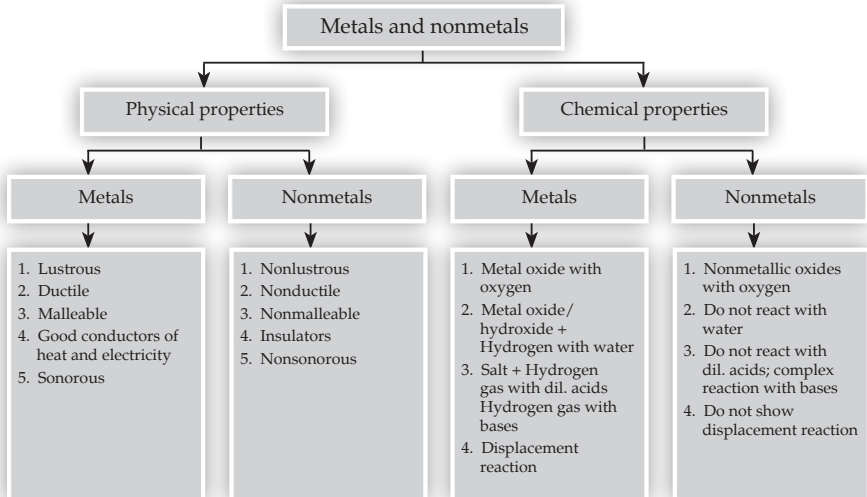 Metals and nonmetals
Physical properties
Chemical properties
Metals
Nonmetals
Metals
Nonmetals
1. Lustrous
2. Ductile
3. Malleable
4. Good conductors of
heat and electricity
5. Sonorous
1. Nonlustrous
2. Nonductile
3. Nonmalleable
4. Insulators
5. Nonsonorous
1. Metal oxide with
oxygen
2. Metal oxide/
hydroxide +
Hydrogen with water
3. Salt + Hydrogen
gas with dil. acids
Hydrogen gas with
bases
4. Displacement
reaction
1. Nonmetallic oxides
with oxygen
2. Do not react with
water
3. Do not react with
dil. acids; complex
reaction with bases
4. Do not show
displacement reaction